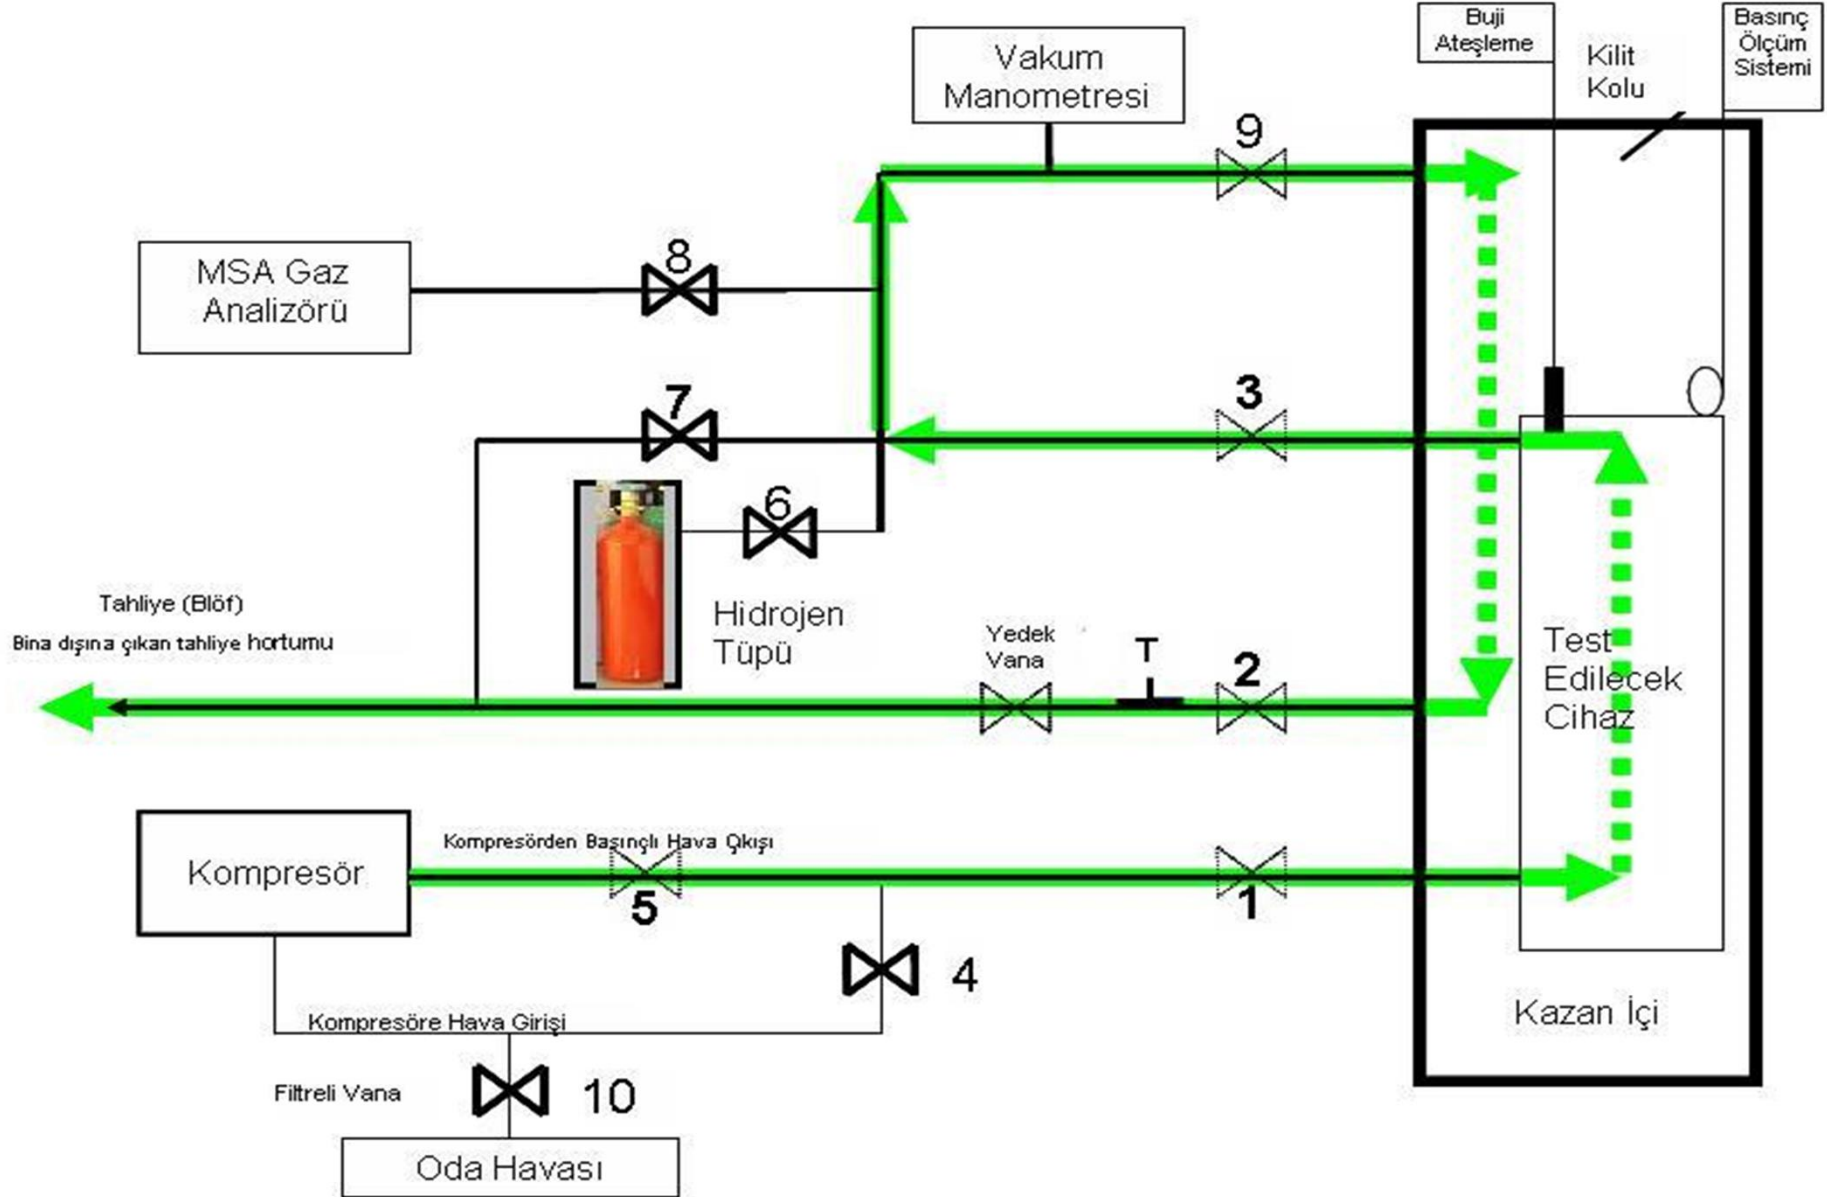 Buji
Ateşleme
Kilit
Kolu
Basınç
Ölçüm
Sistemi
Vakum
Manometresi
9
MSA Gaz
Analizörü
8
7
3
6
Hidrojen
Tüpü
Tahliye (Blöf)
Bina dışına çıkan tahliye hortumu
Yedek
Vana
T
2
Test
Edilecek
Cihaz
Kompresör
Kompresörden Basınçlı Hava Çıkışı
5
1
4
Kazan İçi
Kompresöre Hava Girişi
Filtreli Vana
10
Oda Havası